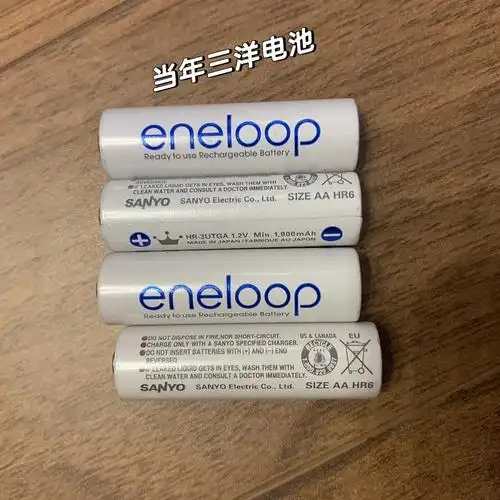 当年三洋电池
eneloop
Ready to use Rechargeable Battery
IF LEAKED LIQUID GETS IN EYES, WASH THEM WITH
CLEAN WATER AND CONSULT A DOCTOR IMMEDIATELY.
SANYO SANYO Electric Co., Ltd. SIZE AA HR6
+ HR-3UTGA 1.2V Min. 1,900mAh −
MADE IN JAPAN / FABRIQUÉ AU JAPON
eneloop
Ready to use Rechargeable Battery
●DO NOT DISPOSE IN FIRE, NOR SHORT-CIRCUIT. US & CANADA EU
●CHARGE ONLY WITH A SANYO SPECIFIED CHARGER.
●DO NOT INSERT BATTERIES WITH (+) AND (−) END
REVERSED.
●IF LEAKED LIQUID GETS IN EYES, WASH THEM WITH
CLEAN WATER AND CONSULT A DOCTOR IMMEDIATELY.
SANYO SANYO Electric Co., Ltd. SIZE AA HR6